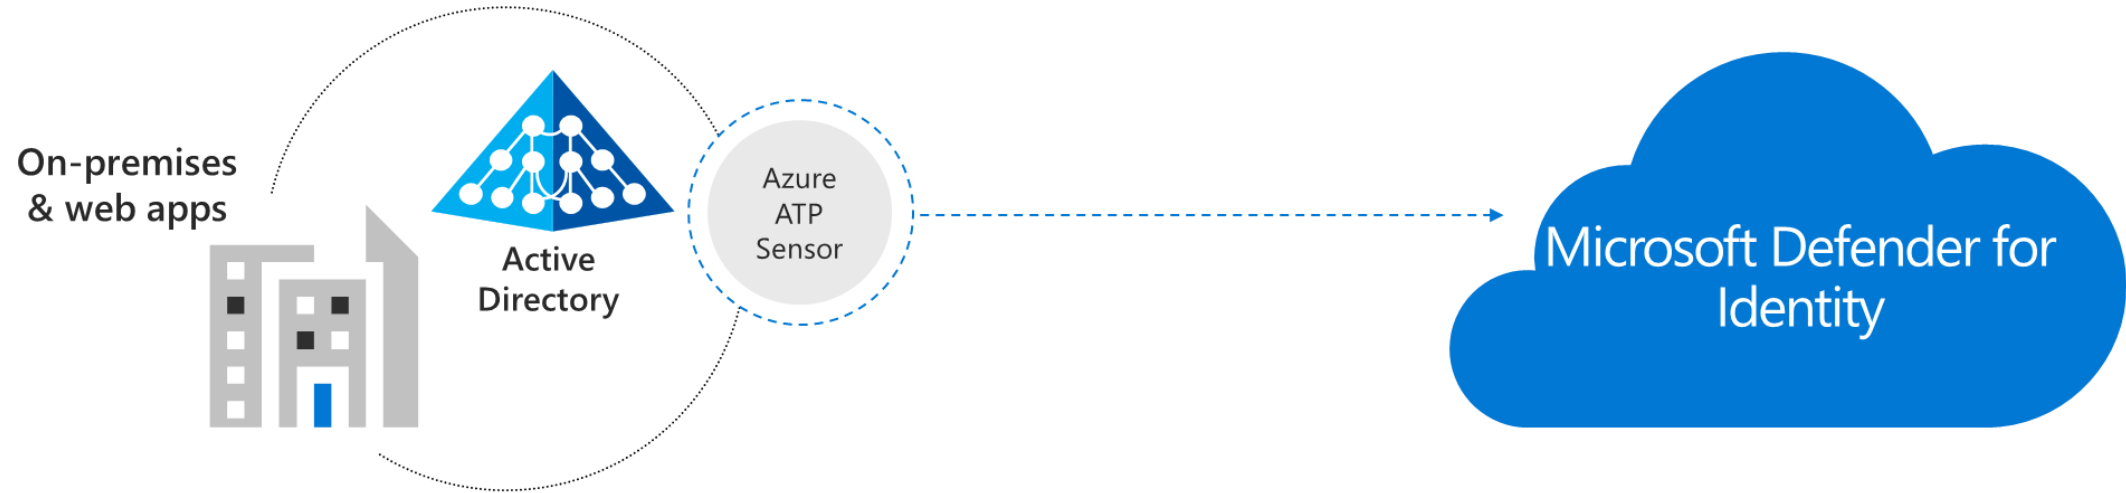 On-premises
& web apps
Active
Directory
Azure
ATP
Sensor
Microsoft Defender for
Identity